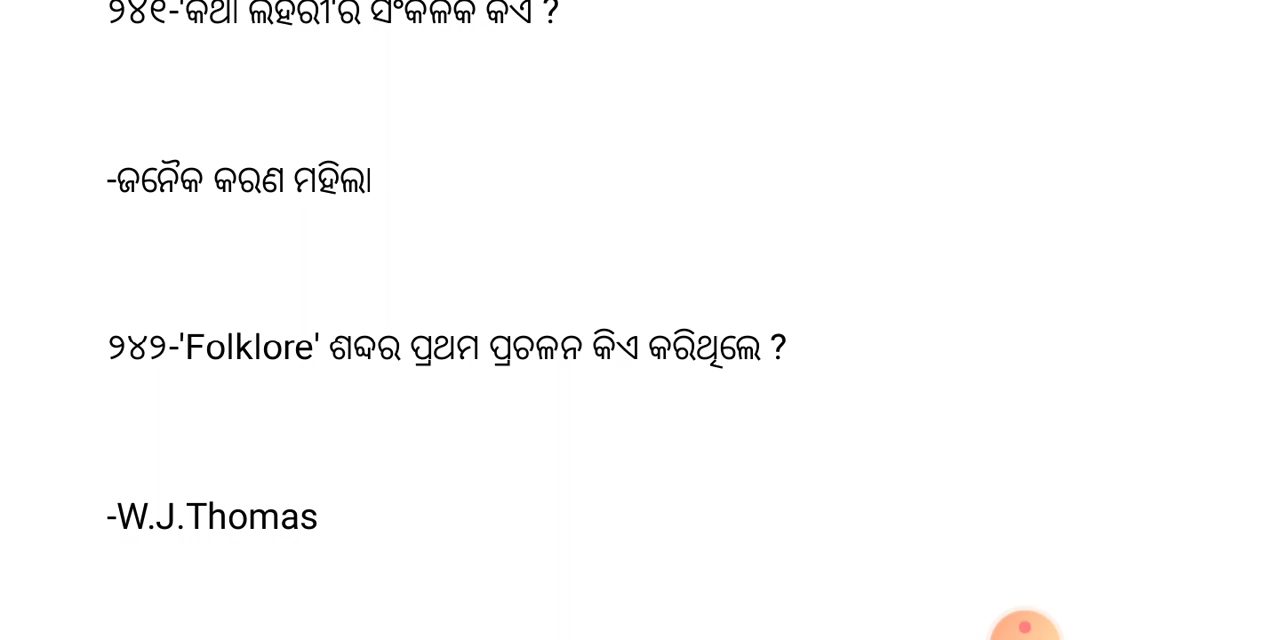 ୨୪୧-'କଥା ଲହରୀ'ର ସଂକଳକ କିଏ ?
-ଜନୈକ କରଣ ମହିଲା
୨୪୨-'Folklore' ଶବ୍ଦର ପ୍ରଥମ ପ୍ରଚଳନ କିଏ କରିଥିଲେ ?
-W.J.Thomas